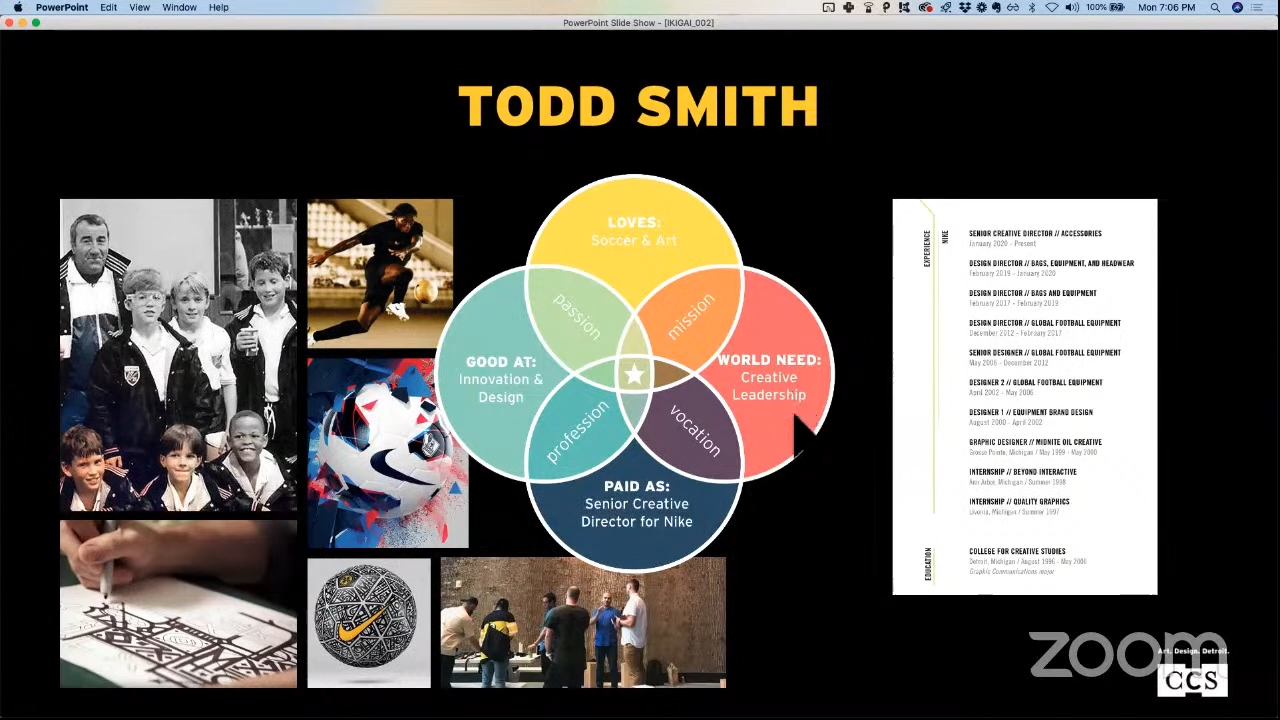 PowerPoint Edit View Window Help
100%
Mon 7:06 PM
PowerPoint Slide Show - [IKIGAI_002]
TODD SMITH
LOVES:
Soccer & Art
passion
mission
GOOD AT:
Innovation &
Design
WORLD NEED:
Creative
Leadership
profession
vocation
PAID AS:
Senior Creative
Director for Nike
EXPERIENCE
NIKE
SENIOR CREATIVE DIRECTOR // ACCESSORIES
January 2020 - Present
DESIGN DIRECTOR // BAGS, EQUIPMENT, AND HEADWEAR
February 2019 - January 2020
DESIGN DIRECTOR // BAGS AND EQUIPMENT
February 2017 - February 2019
DESIGN DIRECTOR // GLOBAL FOOTBALL EQUIPMENT
December 2012 - February 2017
SENIOR DESIGNER // GLOBAL FOOTBALL EQUIPMENT
May 2006 - December 2012
DESIGNER 2 // GLOBAL FOOTBALL EQUIPMENT
April 2002 - May 2006
DESIGNER 1 // EQUIPMENT BRAND DESIGN
August 2000 - April 2002
GRAPHIC DESIGNER // MIDNITE OIL CREATIVE
Grosse Pointe, Michigan / May 1999 - May 2000
INTERNSHIP // BEYOND INTERACTIVE
Ann Arbor, Michigan / Summer 1998
INTERNSHIP // QUALITY GRAPHICS
Livonia, Michigan / Summer 1997
EDUCATION
COLLEGE FOR CREATIVE STUDIES
Detroit, Michigan / August 1996 - May 2000
Graphic Communications major
zoom
Art. Design. Detroit.
CCS